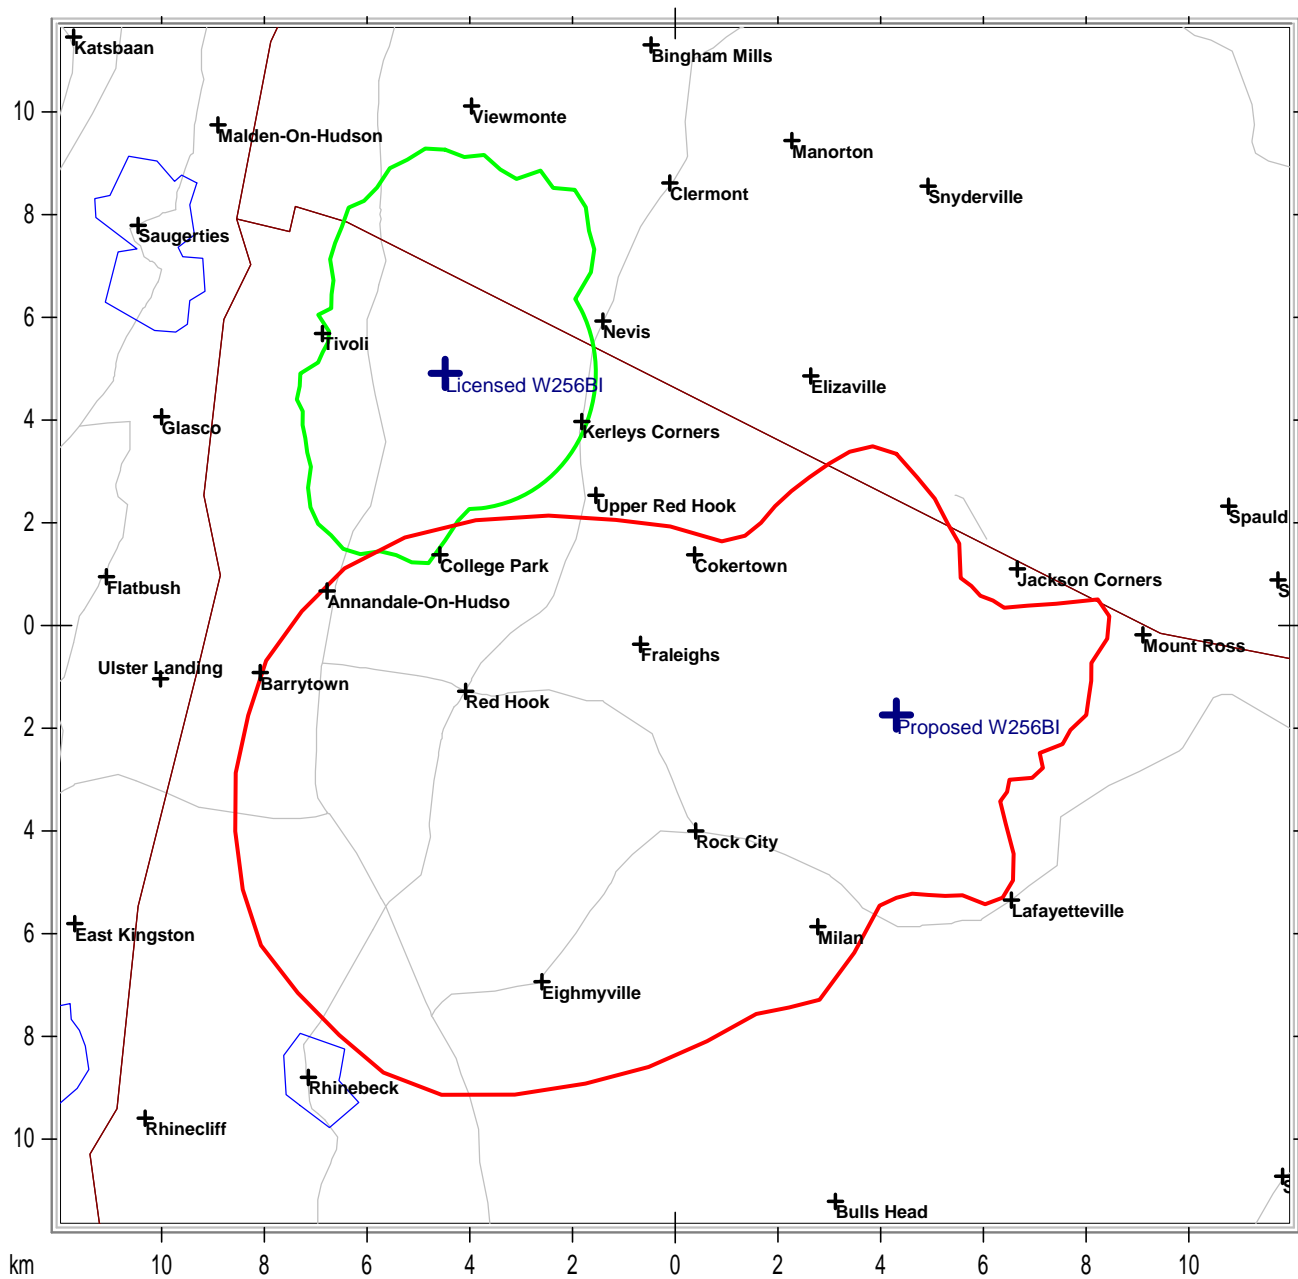 Katsbaan
Bingham Mills
10
Viewmonte
Malden-On-Hudson
Manorton
Clermont
Snyderville
8
Saugerties
6
Nevis
Tivoli
Licensed W256BI
Elizaville
4
Glasco
Kerleys Corners
Upper Red Hook
Spauld
2
College Park
Cokertown
Jackson Corners
Flatbush
S
Annandale-On-Hudso
0
Mount Ross
Fraleighs
Ulster Landing
Barrytown
Red Hook
2
Proposed W256BI
4
Rock City
Lafayetteville
6
East Kingston
Milan
Eighmyville
8
Rhinebeck
10
Rhinecliff
S
Bulls Head
km
10 8 6 4 2 0 2 4 6 8 10